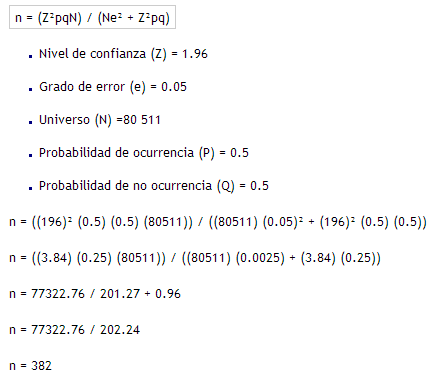 n = (Z²pqN) / (Ne² + Z²pq)
• Nivel de confianza (Z) = 1.96
• Grado de error (e) = 0.05
• Universo (N) =80 511
• Probabilidad de ocurrencia (P) = 0.5
• Probabilidad de no ocurrencia (Q) = 0.5
n = ((196)² (0.5) (0.5) (80511)) / ((80511) (0.05)² + (196)² (0.5) (0.5))
n = ((3.84) (0.25) (80511)) / ((80511) (0.0025) + (3.84) (0.25))
n = 77322.76 / 201.27 + 0.96
n = 77322.76 / 202.24
n = 382